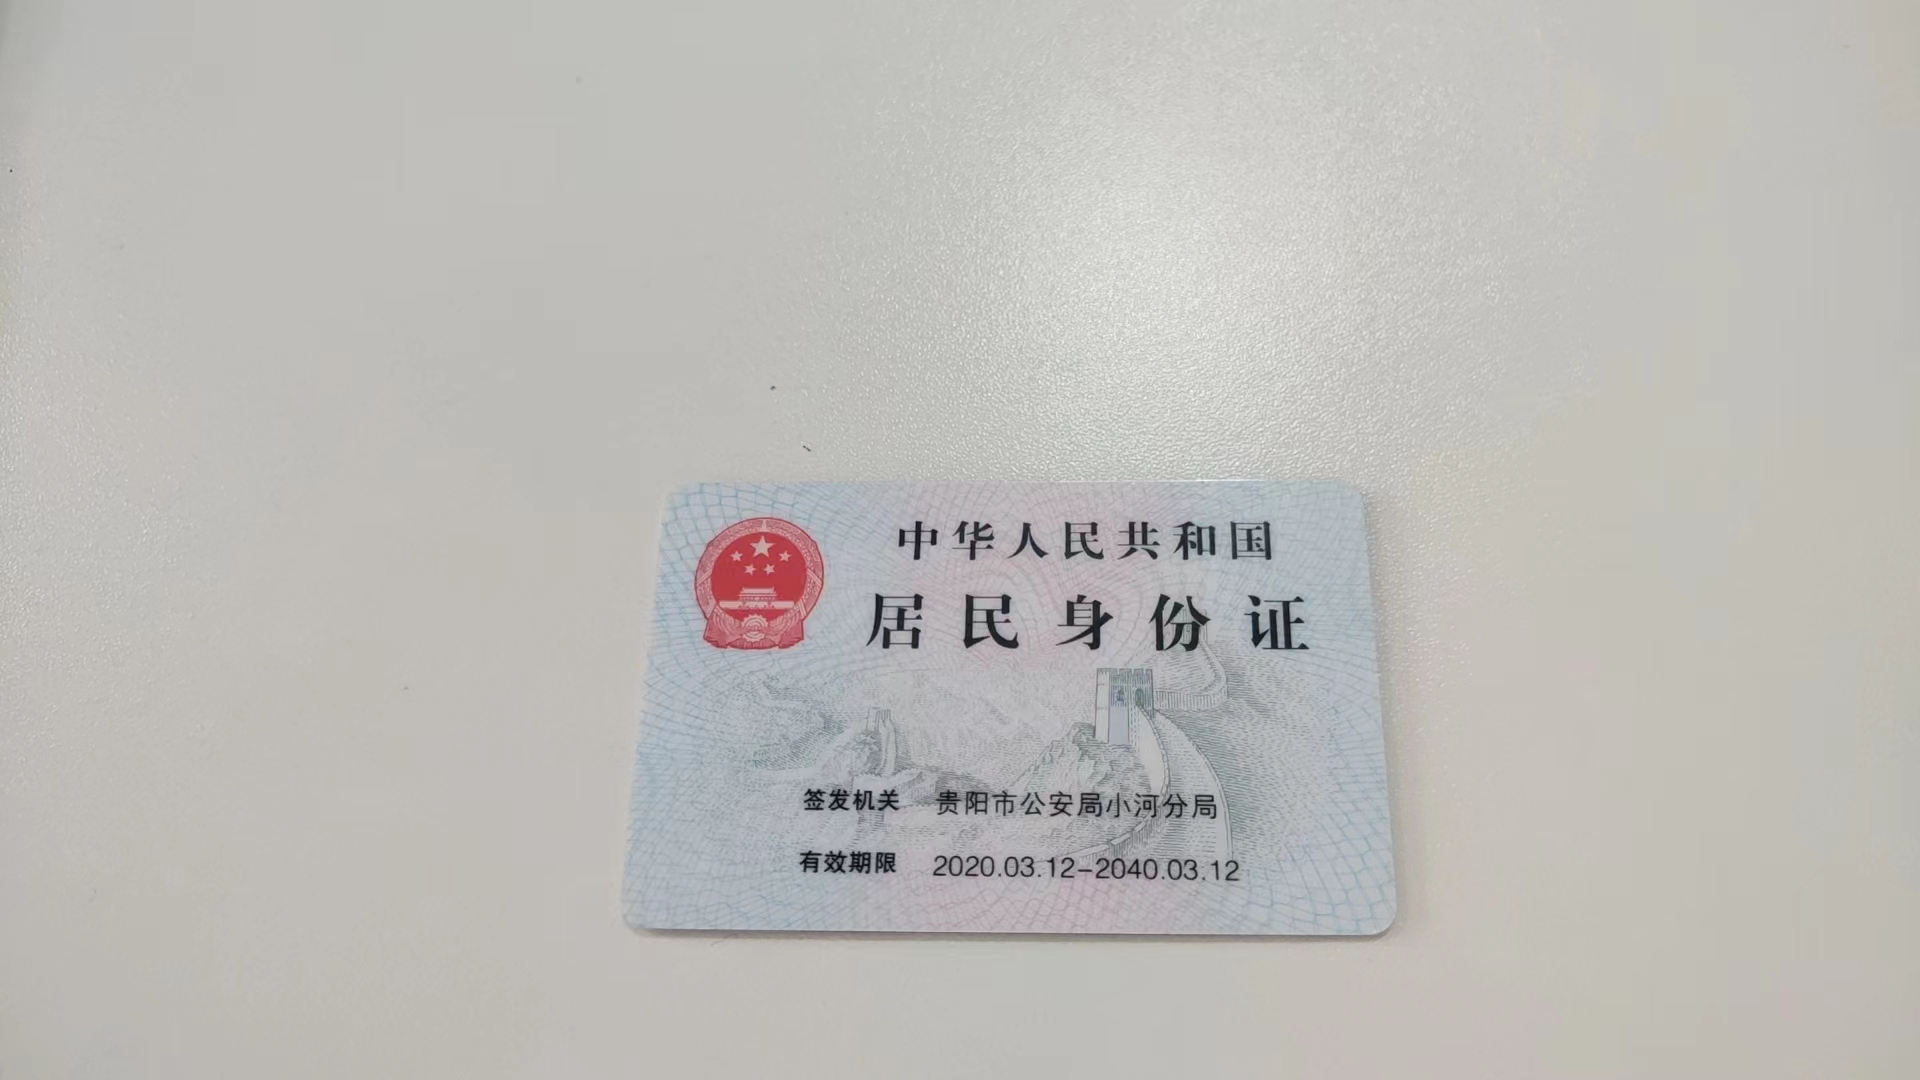 中华人民共和国
居民身份证
签发机关 贵阳市公安局小河分局
有效期限 2020.03.12-2040.03.12